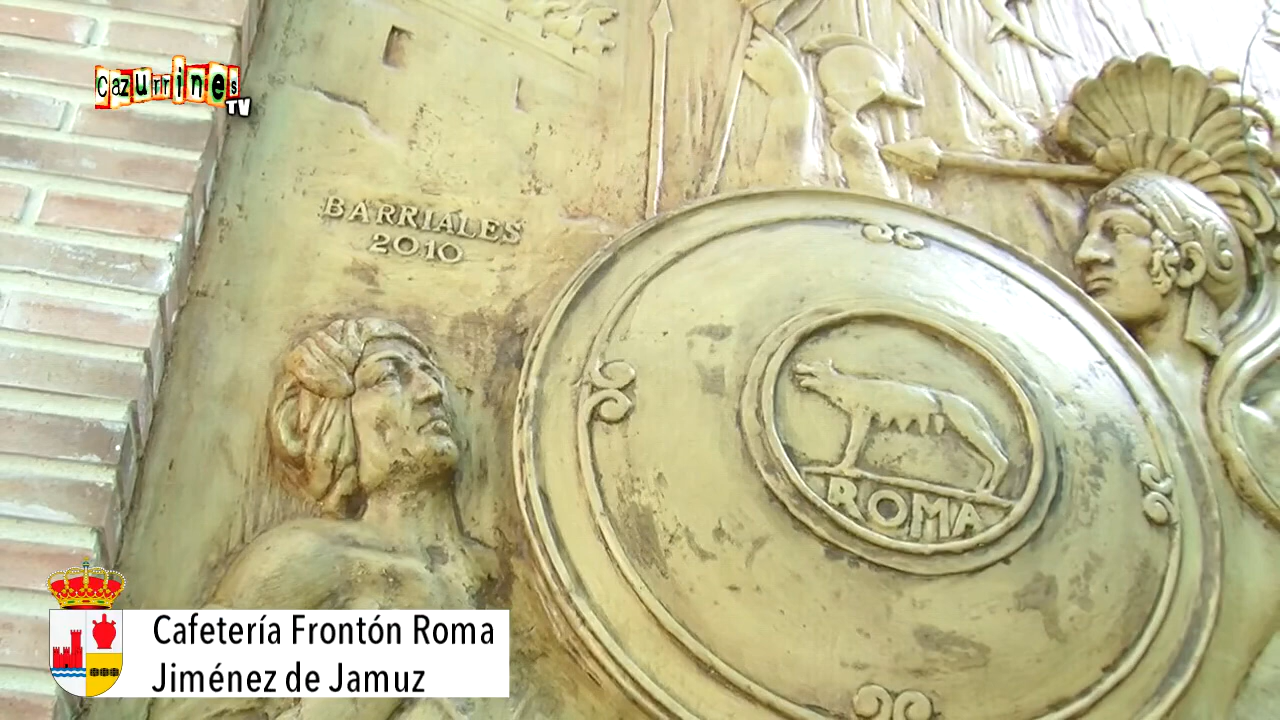 Cazurrines
TV
BARRIALES
2010
ROMA
Cafetería Frontón Roma
Jiménez de Jamuz